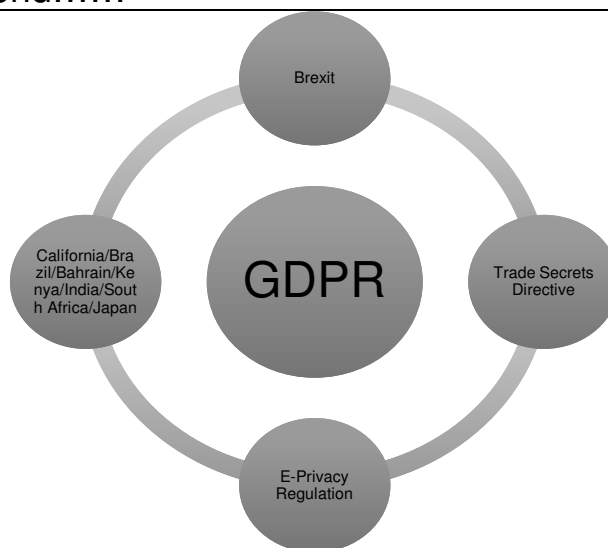 Brexit
California/Bra
zil/Bahrain/Ke
nya/India/Sout
h Africa/Japan
GDPR
Trade Secrets
Directive
E-Privacy
Regulation